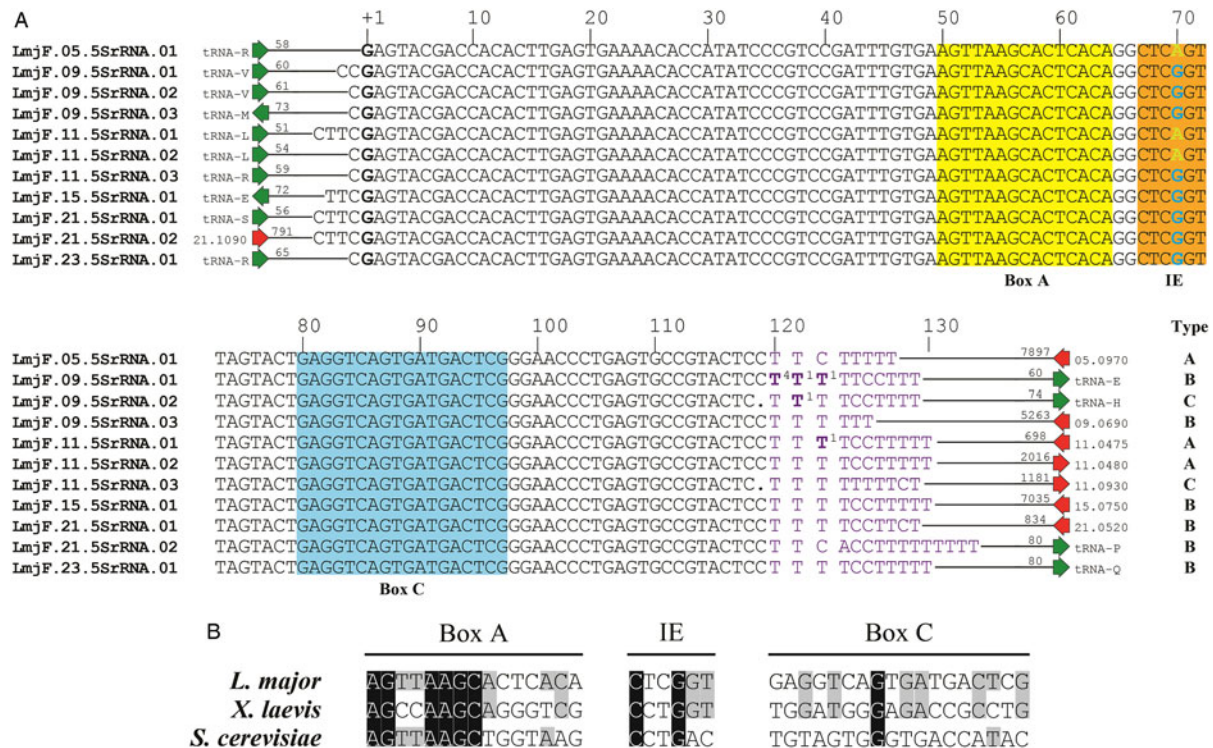 A
+1 10 20 30 40 50 60 70
LmjF.05.5SrRNA.01 tRNA-R 58 GAGTACGACCACACTTGAGTGAAAACACCATATCCCGTCCGATTTGTGAAGTTAAGCACTCACAGGCTCAGT
LmjF.09.5SrRNA.01 tRNA-V 60 CCGAGTACGACCACACTTGAGTGAAAACACCATATCCCGTCCGATTTGTGAAGTTAAGCACTCACAGGCTCGGT
LmjF.09.5SrRNA.02 tRNA-V 61 CGAGTACGACCACACTTGAGTGAAAACACCATATCCCGTCCGATTTGTGAAGTTAAGCACTCACAGGCTCGGT
LmjF.09.5SrRNA.03 tRNA-M 73 CGAGTACGACCACACTTGAGTGAAAACACCATATCCCGTCCGATTTGTGAAGTTAAGCACTCACAGGCTCGGT
LmjF.11.5SrRNA.01 tRNA-L 51 CTTCGAGTACGACCACACTTGAGTGAAAACACCATATCCCGTCCGATTTGTGAAGTTAAGCACTCACAGGCTCAGT
LmjF.11.5SrRNA.02 tRNA-L 54 CGAGTACGACCACACTTGAGTGAAAACACCATATCCCGTCCGATTTGTGAAGTTAAGCACTCACAGGCTCAGT
LmjF.11.5SrRNA.03 tRNA-R 59 CGAGTACGACCACACTTGAGTGAAAACACCATATCCCGTCCGATTTGTGAAGTTAAGCACTCACAGGCTCGGT
LmjF.15.5SrRNA.01 tRNA-E 72 TTCGAGTACGACCACACTTGAGTGAAAACACCATATCCCGTCCGATTTGTGAAGTTAAGCACTCACAGGCTCGGT
LmjF.21.5SrRNA.01 tRNA-S 56 CTTCGAGTACGACCACACTTGAGTGAAAACACCATATCCCGTCCGATTTGTGAAGTTAAGCACTCACAGGCTCGGT
LmjF.21.5SrRNA.02 21.1090 791 CTTCGAGTACGACCACACTTGAGTGAAAACACCATATCCCGTCCGATTTGTGAAGTTAAGCACTCACAGGCTCGGT
LmjF.23.5SrRNA.01 tRNA-R 65 CGAGTACGACCACACTTGAGTGAAAACACCATATCCCGTCCGATTTGTGAAGTTAAGCACTCACAGGCTCGGT
Box A IE
80 90 100 110 120 130 Type
LmjF.05.5SrRNA.01 TAGTACTGAGGTCAGTGATGACTCGGGAACCCTGAGTGCCGTACTCCT T C TTTTT 7897 05.0970 A
LmjF.09.5SrRNA.01 TAGTACTGAGGTCAGTGATGACTCGGGAACCCTGAGTGCCGTACTCCT4T1T1TTCCTTTT 60 tRNA-E B
LmjF.09.5SrRNA.02 TAGTACTGAGGTCAGTGATGACTCGGGAACCCTGAGTGCCGTACTC.T T1T TCCTTTT 74 tRNA-H C
LmjF.09.5SrRNA.03 TAGTACTGAGGTCAGTGATGACTCGGGAACCCTGAGTGCCGTACTCCT T T TTT 5263 09.0690 B
LmjF.11.5SrRNA.01 TAGTACTGAGGTCAGTGATGACTCGGGAACCCTGAGTGCCGTACTCCT T T1TCCTTTTT 698 11.0475 A
LmjF.11.5SrRNA.02 TAGTACTGAGGTCAGTGATGACTCGGGAACCCTGAGTGCCGTACTCCT T T TCCTTTTT 2016 11.0480 A
LmjF.11.5SrRNA.03 TAGTACTGAGGTCAGTGATGACTCGGGAACCCTGAGTGCCGTACTC.T T T TTTTTCT 1181 11.0930 C
LmjF.15.5SrRNA.01 TAGTACTGAGGTCAGTGATGACTCGGGAACCCTGAGTGCCGTACTCCT T T TCCTTTTT 7035 15.0750 B
LmjF.21.5SrRNA.01 TAGTACTGAGGTCAGTGATGACTCGGGAACCCTGAGTGCCGTACTCCT T T TCCTTCT 834 21.0520 B
LmjF.21.5SrRNA.02 TAGTACTGAGGTCAGTGATGACTCGGGAACCCTGAGTGCCGTACTCCT T C ACCTTTTTTTTT 80 tRNA-P B
LmjF.23.5SrRNA.01 TAGTACTGAGGTCAGTGATGACTCGGGAACCCTGAGTGCCGTACTCCT T T TCCTTTTT 80 tRNA-Q B
Box C
B Box A IE Box C
L. major AGTTAAGCACTCACA CTCGGT GAGGTCAGTGATGACTCG
X. laevis AGCCAAGCAGGGTCG CCTGGT TGGATGGGAGACCGCCTG
S. cerevisiae AGTTAAGCTGGTAAG CCTGAC TGTAGTGGGTGACCATAC